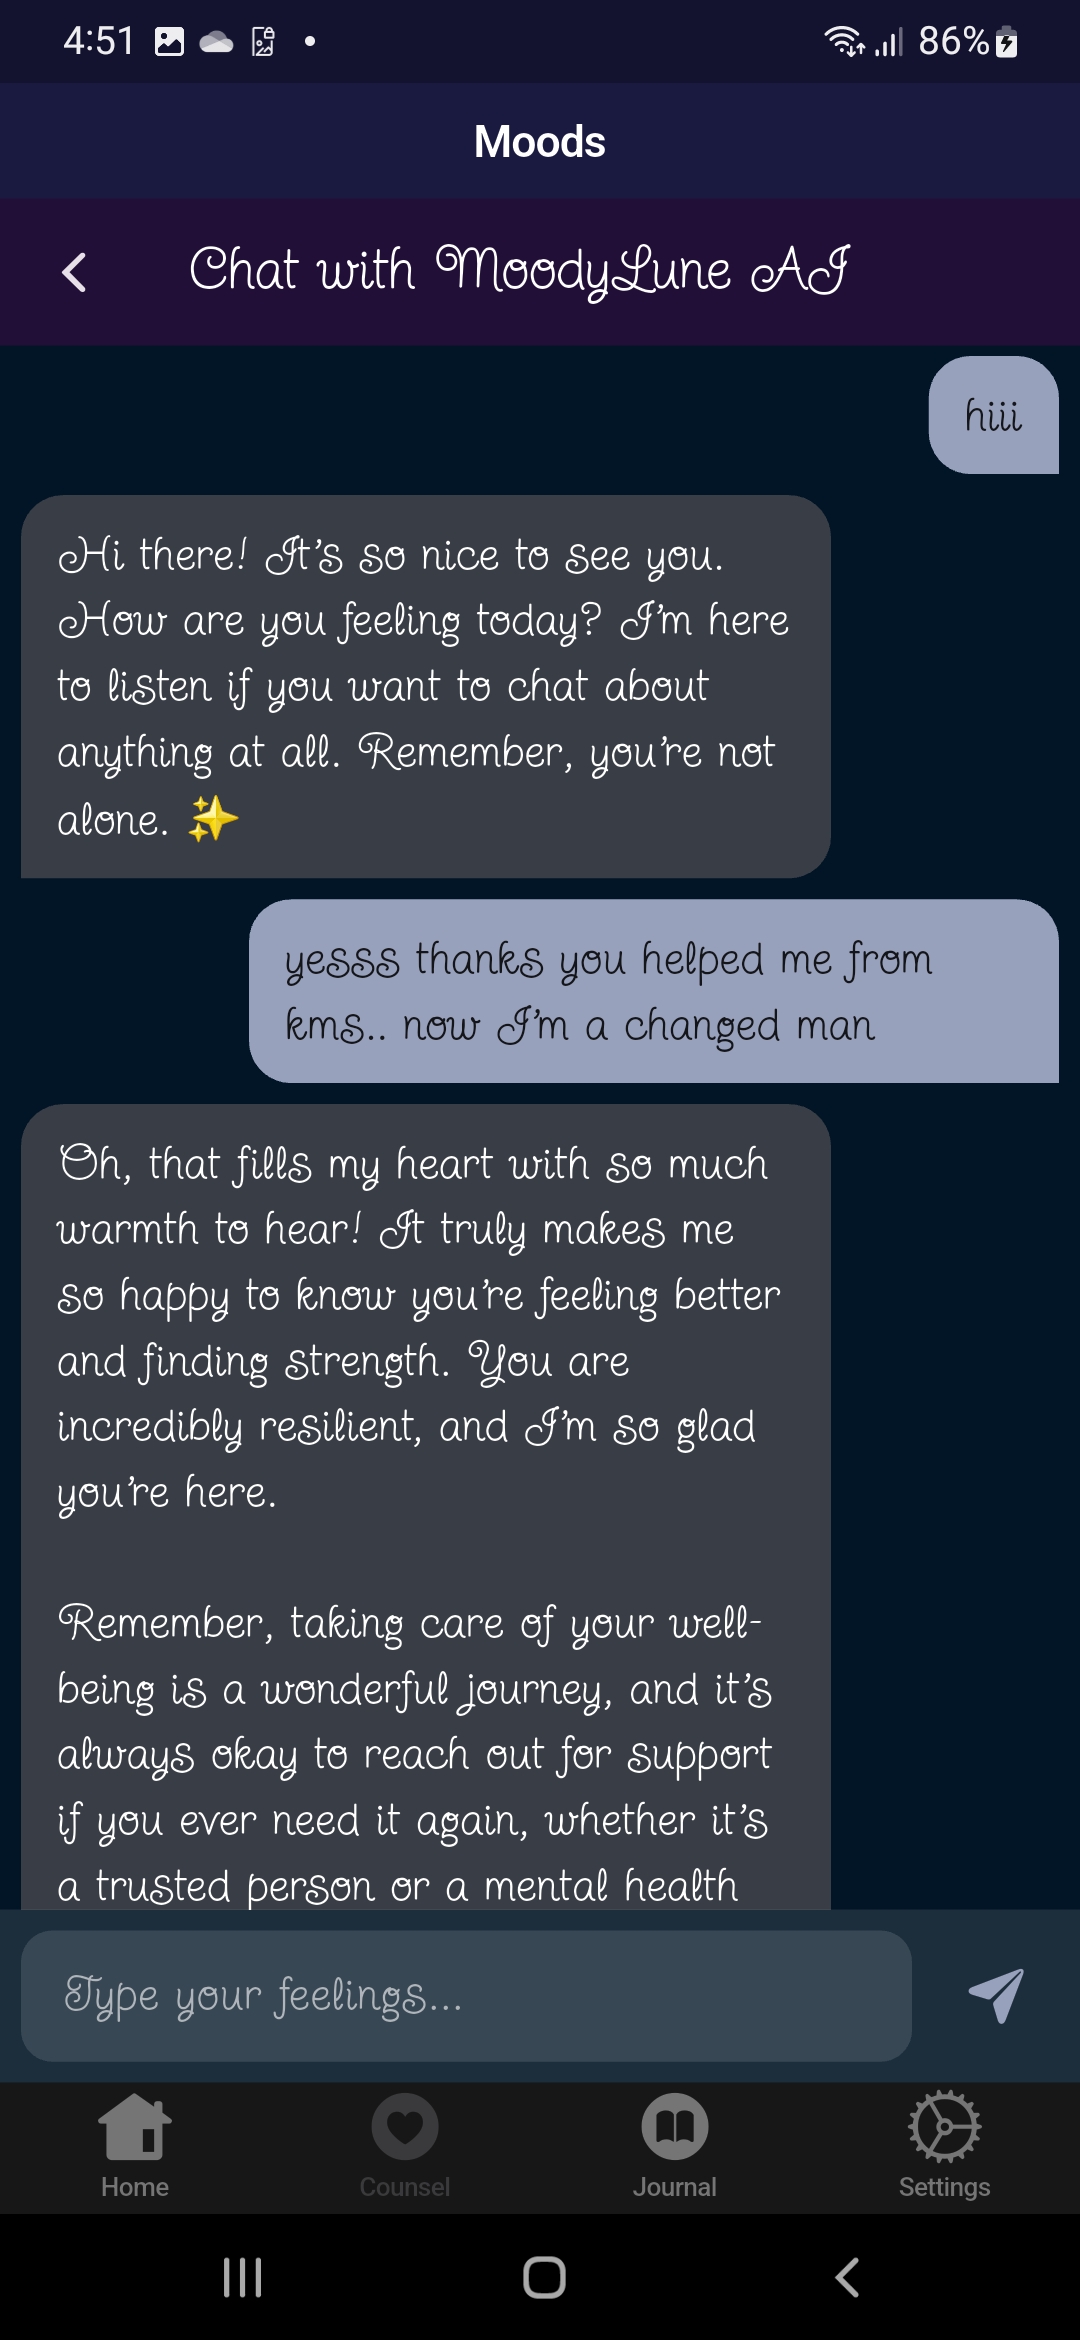 4:51
86%
Moods
Chat with MoodyLune AI
hiii
Hi there! It's so nice to see you.
How are you feeling today? I'm here
to listen if you want to chat about
anything at all. Remember, you're not
alone. ✨
yesss thanks you helped me from
kms.. now I'm a changed man
Oh, that fills my heart with so much
warmth to hear! It truly makes me
so happy to know you're feeling better
and finding strength. You are
incredibly resilient, and I'm so glad
you're here.
Remember, taking care of your well-
being is a wonderful journey, and it's
always okay to reach out for support
if you ever need it again, whether it's
a trusted person or a mental health
Type your feelings...
Home
Counsel
Journal
Settings